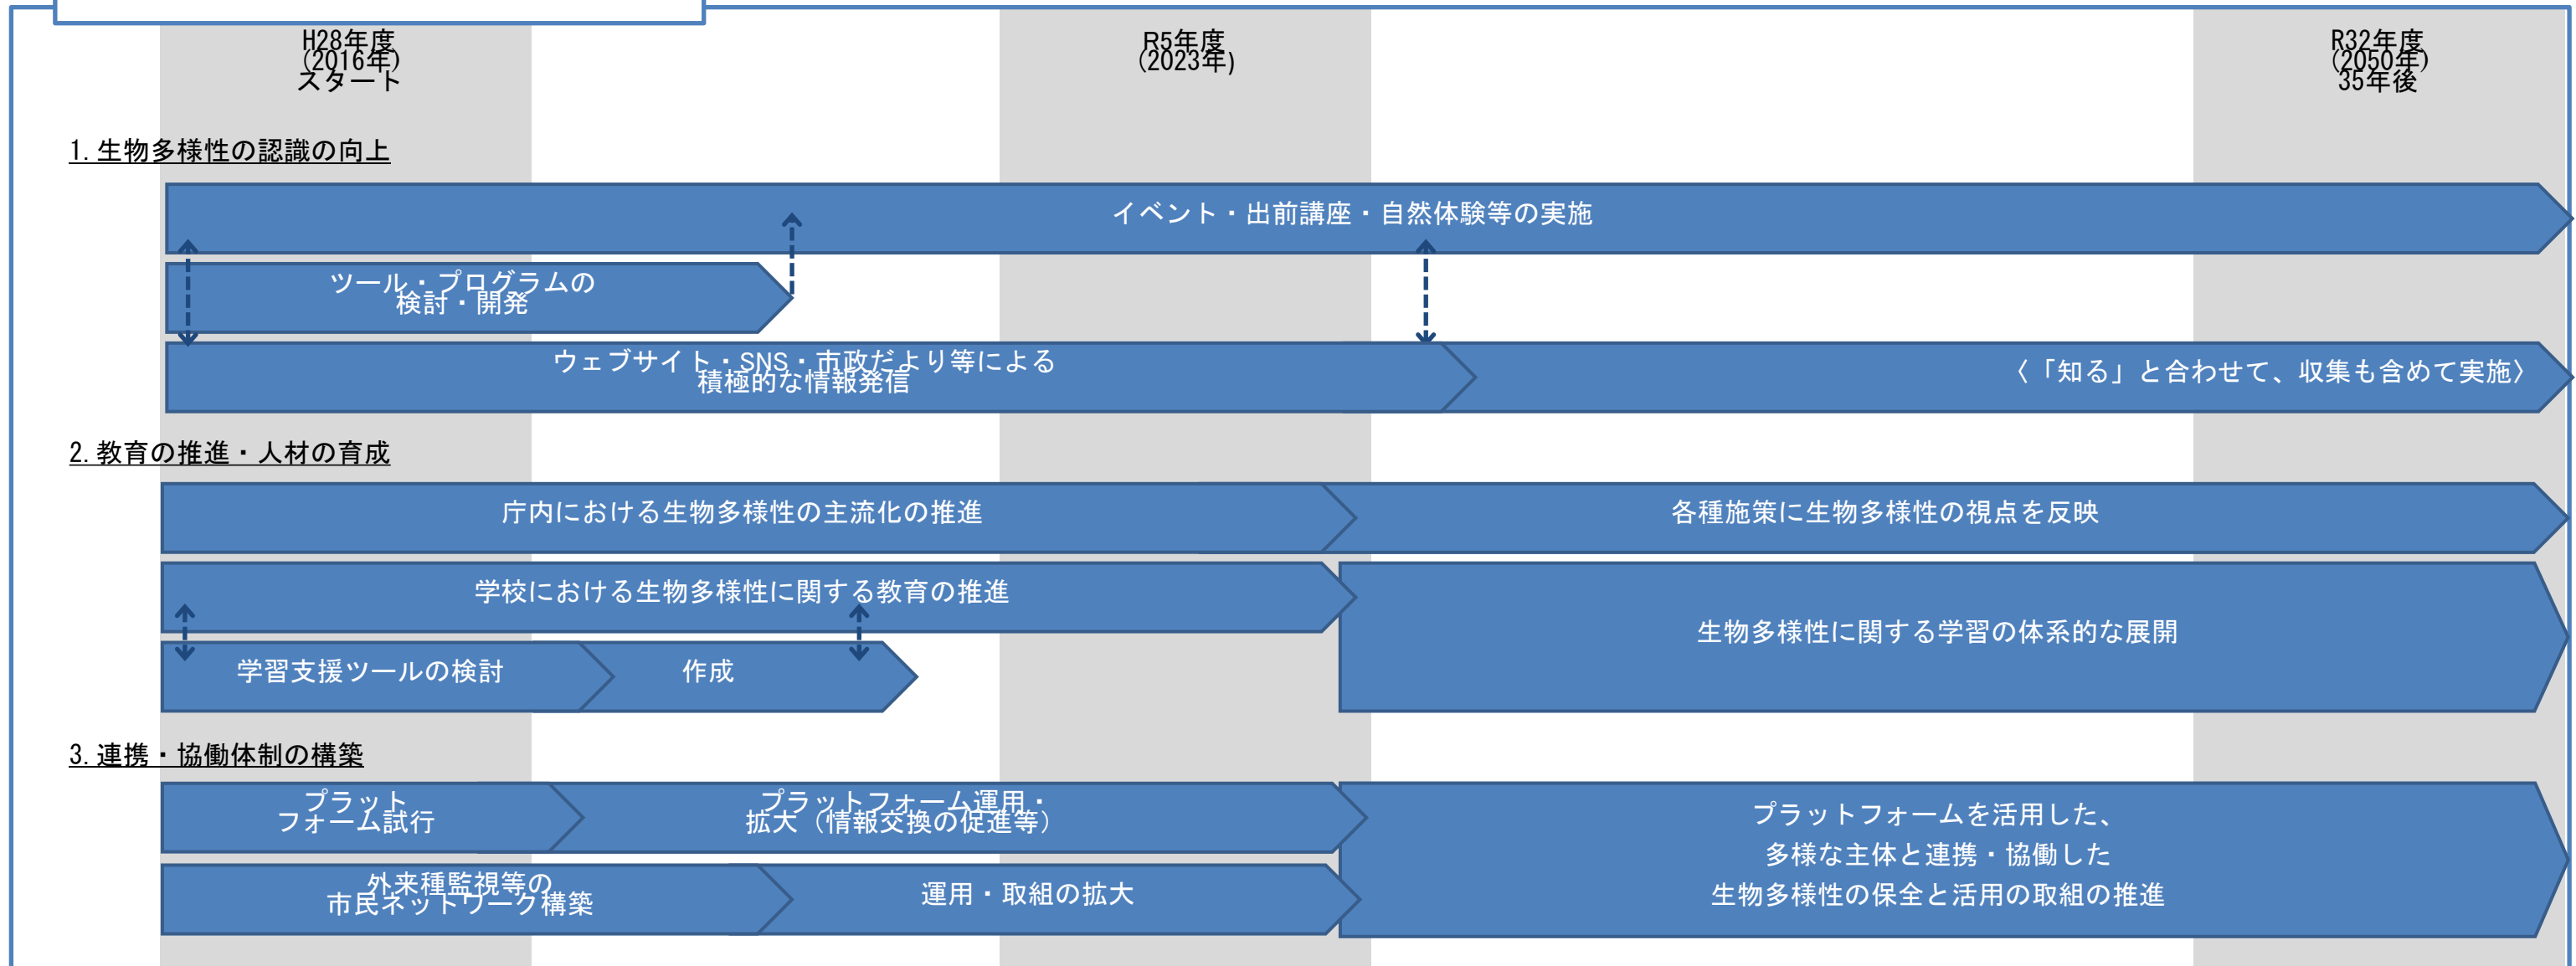 H28年度
(2016年)
スタート
R5年度
(2023年)
R32年度
(2050年)
35年後
1.生物多様性の認識の向上
イベント・出前講座・自然体験等の実施
ツール・プログラムの
検討・開発
ウェブサイト・SNS・市政だより等による
積極的な情報発信
〈「知る」と合わせて、収集も含めて実施〉
2.教育の推進・人材の育成
庁内における生物多様性の主流化の推進
各種施策に生物多様性の視点を反映
学校における生物多様性に関する教育の推進
生物多様性に関する学習の体系的な展開
学習支援ツールの検討
作成
3.連携・協働体制の構築
プラット
フォーム試行
プラットフォーム運用・
拡大（情報交換の促進等）
プラットフォームを活用した、
多様な主体と連携・協働した
生物多様性の保全と活用の取組の推進
外来種監視等の
市民ネットワーク構築
運用・取組の拡大